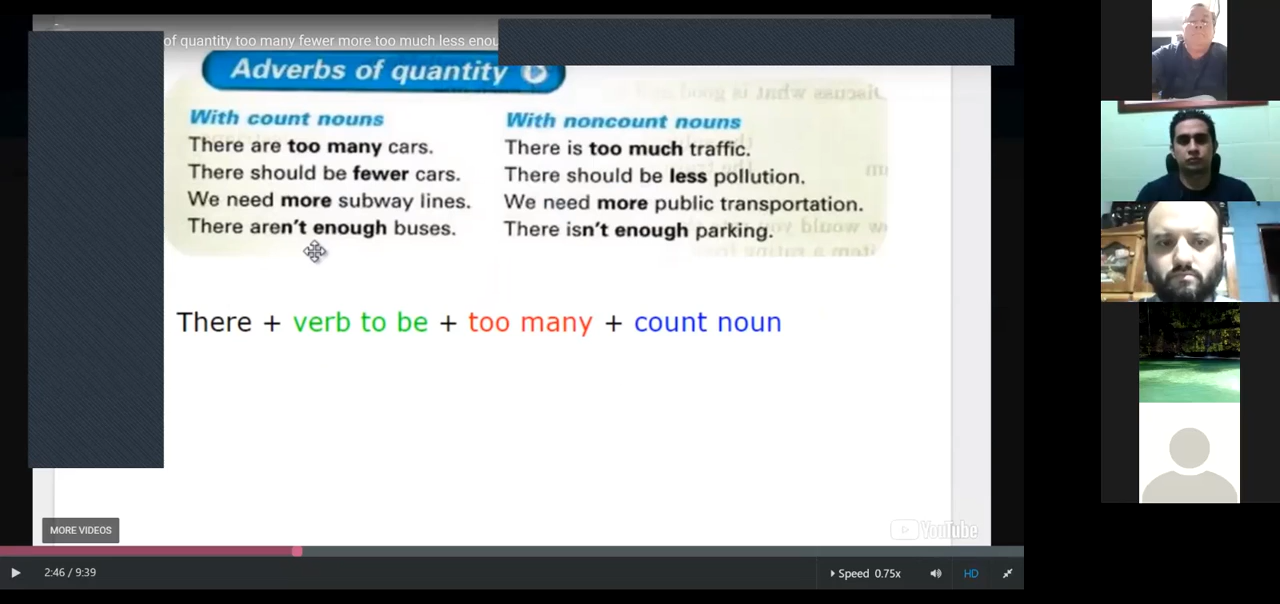 of quantity too many fewer more too much less enou
Adverbs of quantity
With count nouns
There are too many cars.
There should be fewer cars.
We need more subway lines.
There aren't enough buses.
With noncount nouns
There is too much traffic.
There should be less pollution.
We need more public transportation.
There isn't enough parking.
There + verb to be + too many + count noun
MORE VIDEOS
YouTube
2:46 / 9:39
Speed 0.75x
HD